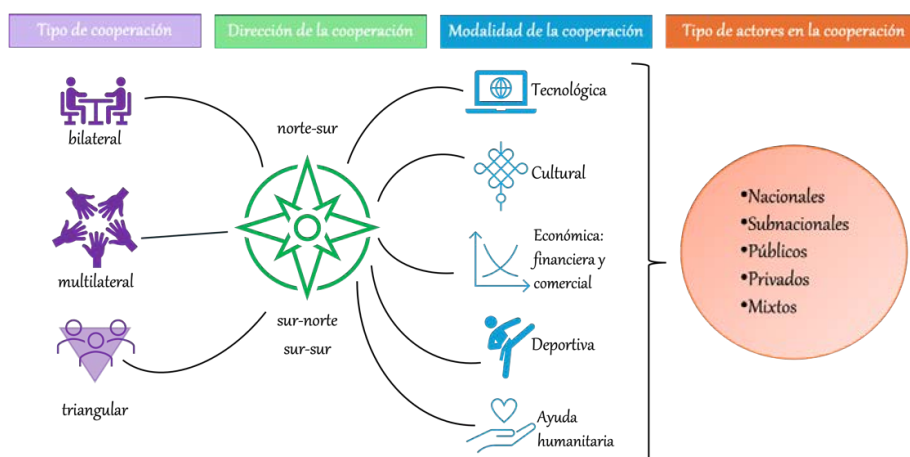 Tipo de cooperación
Dirección de la cooperación
Modalidad de la cooperación
Tipo de actores en la cooperación
bilateral
multilateral
triangular
norte-sur
sur-norte
sur-sur
Tecnológica
Cultural
Económica:
financiera y
comercial
Deportiva
Ayuda
humanitaria
•Nacionales
•Subnacionales
•Públicos
•Privados
•Mixtos